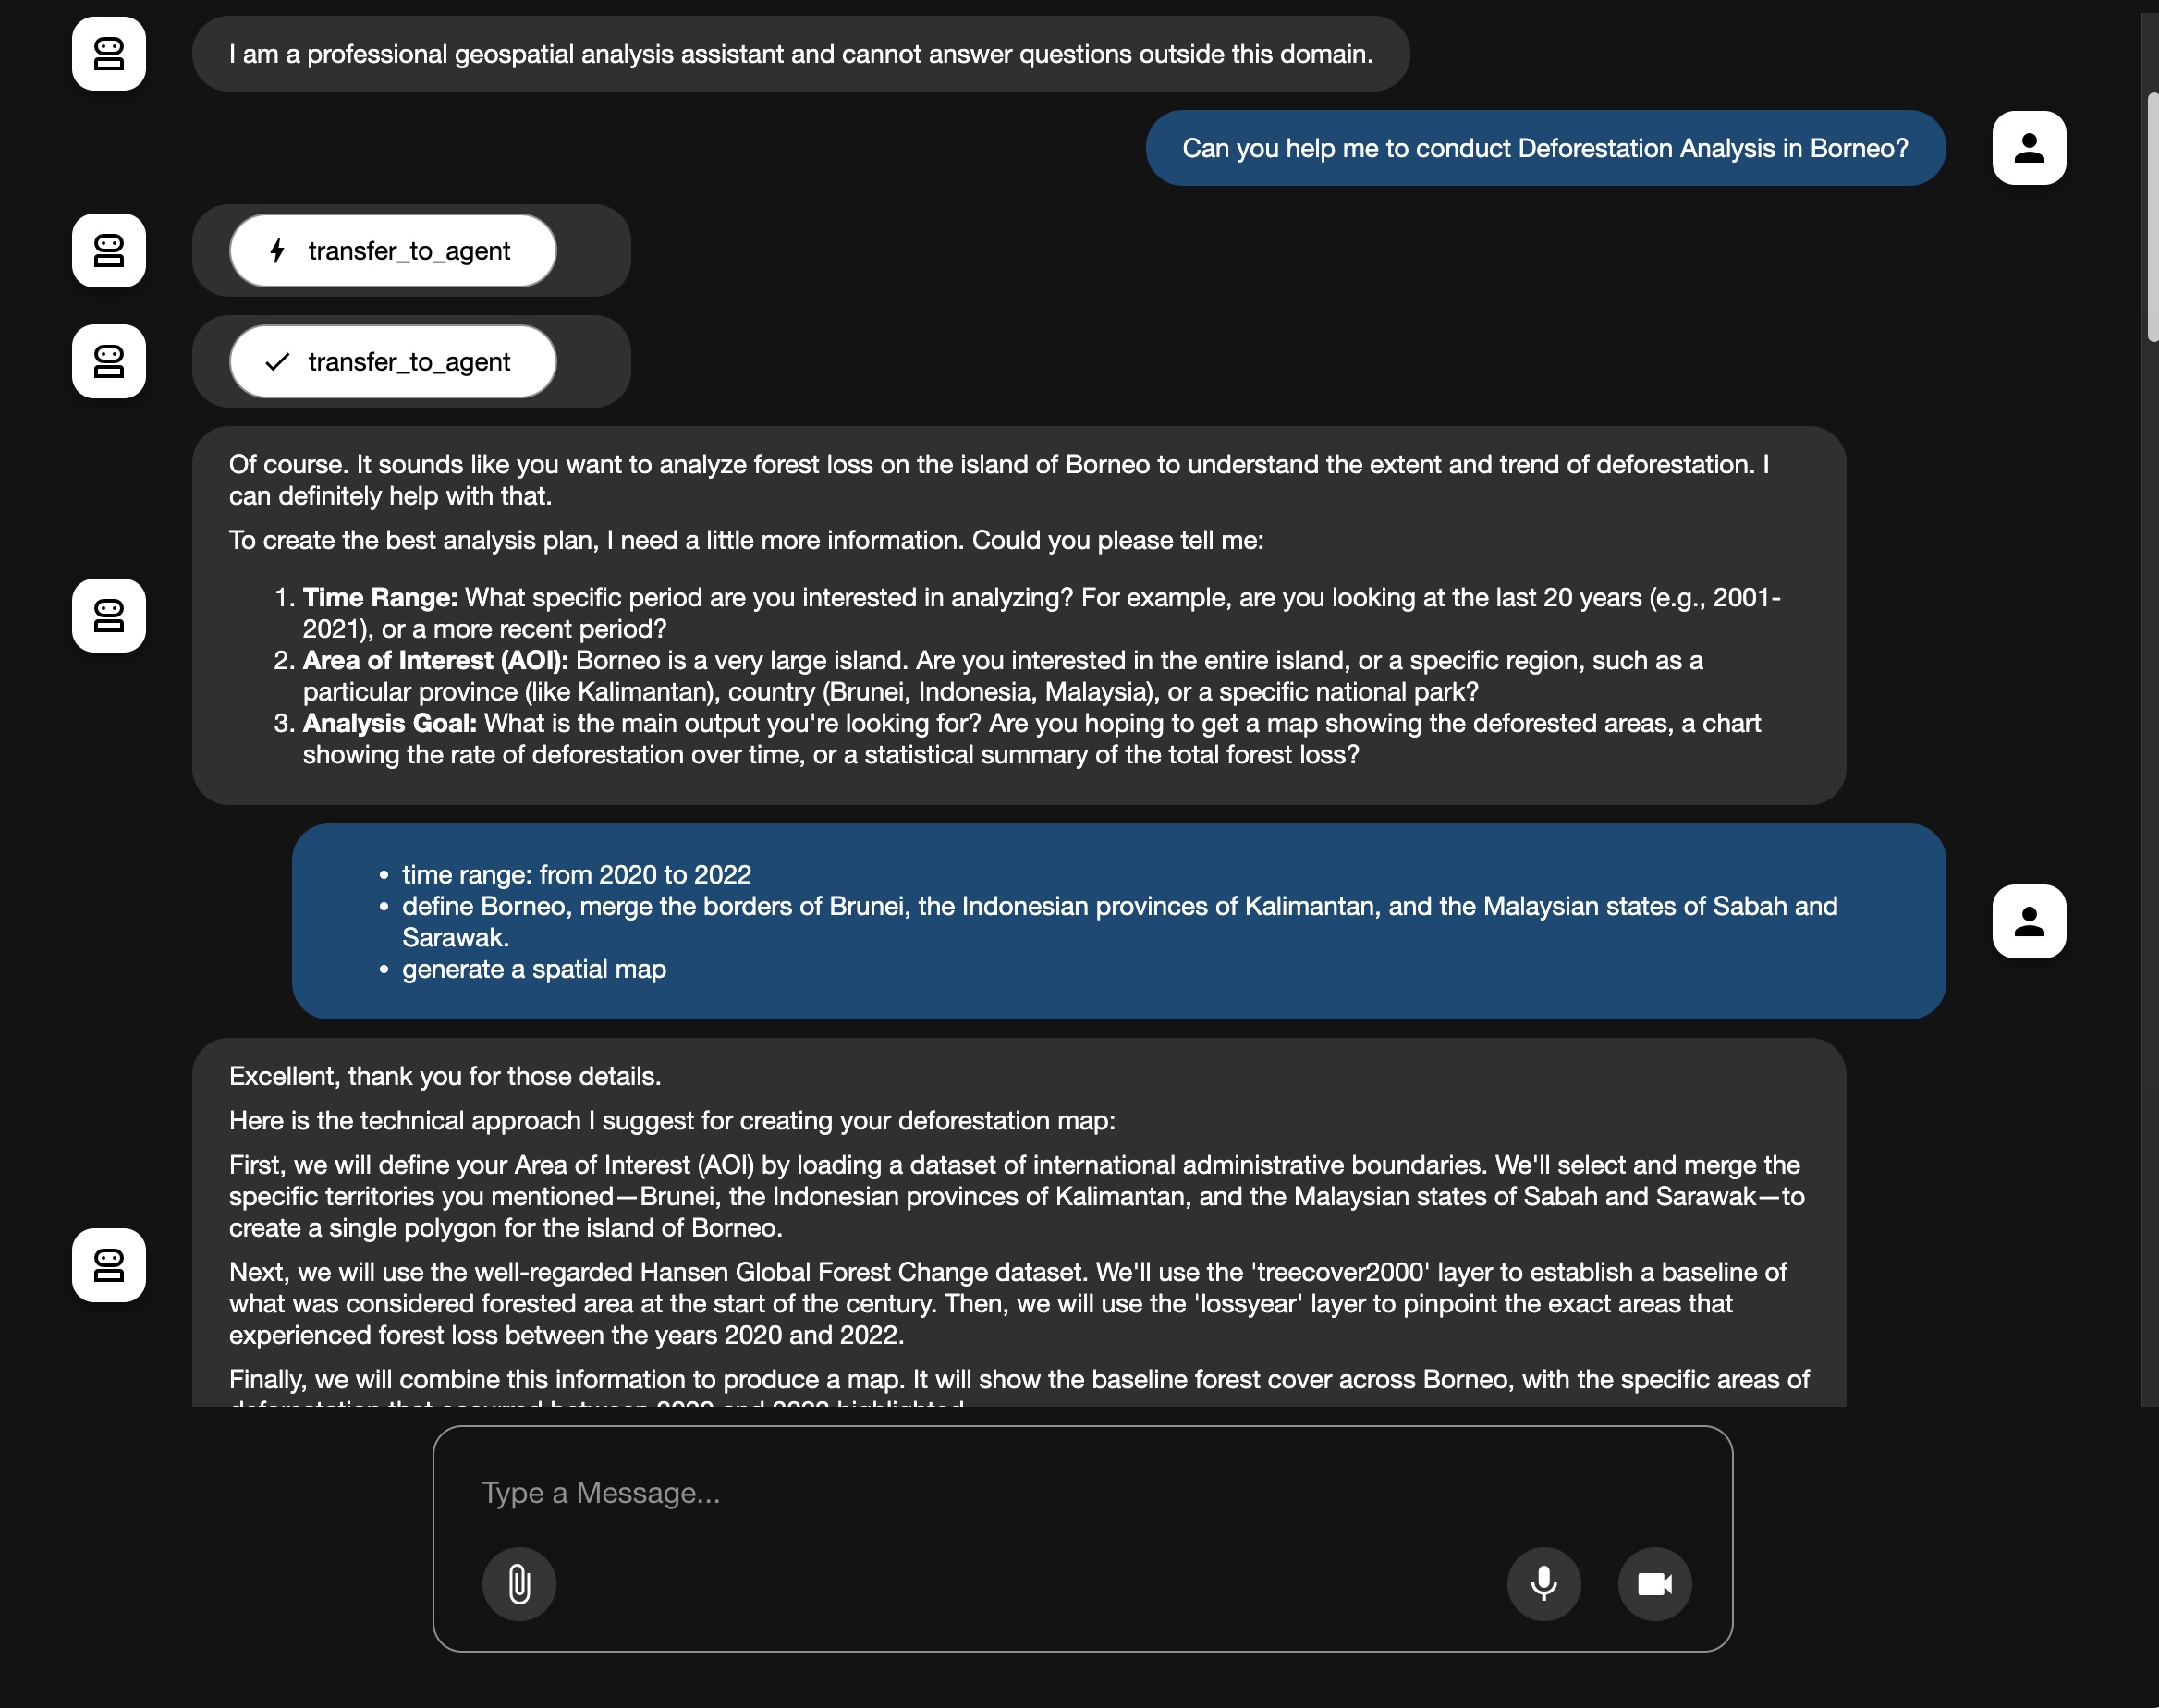 I am a professional geospatial analysis assistant and cannot answer questions outside this domain.
Can you help me to conduct Deforestation Analysis in Borneo?
transfer_to_agent
transfer_to_agent
Of course. It sounds like you want to analyze forest loss on the island of Borneo to understand the extent and trend of deforestation. I
can definitely help with that.
To create the best analysis plan, I need a little more information. Could you please tell me:
1. Time Range: What specific period are you interested in analyzing? For example, are you looking at the last 20 years (e.g., 2001-
2021), or a more recent period?
2. Area of Interest (AOI): Borneo is a very large island. Are you interested in the entire island, or a specific region, such as a
particular province (like Kalimantan), country (Brunei, Indonesia, Malaysia), or a specific national park?
3. Analysis Goal: What is the main output you're looking for? Are you hoping to get a map showing the deforested areas, a chart
showing the rate of deforestation over time, or a statistical summary of the total forest loss?
• time range: from 2020 to 2022
• define Borneo, merge the borders of Brunei, the Indonesian provinces of Kalimantan, and the Malaysian states of Sabah and
Sarawak.
• generate a spatial map
Excellent, thank you for those details.
Here is the technical approach I suggest for creating your deforestation map:
First, we will define your Area of Interest (AOI) by loading a dataset of international administrative boundaries. We'll select and merge the
specific territories you mentioned—Brunei, the Indonesian provinces of Kalimantan, and the Malaysian states of Sabah and Sarawak—to
create a single polygon for the island of Borneo.
Next, we will use the well-regarded Hansen Global Forest Change dataset. We'll use the 'treecover2000' layer to establish a baseline of
what was considered forested area at the start of the century. Then, we will use the 'lossyear' layer to pinpoint the exact areas that
experienced forest loss between the years 2020 and 2022.
Finally, we will combine this information to produce a map. It will show the baseline forest cover across Borneo, with the specific areas of
deforestation that occurred between 2020 and 2022 highlighted.
Type a Message...